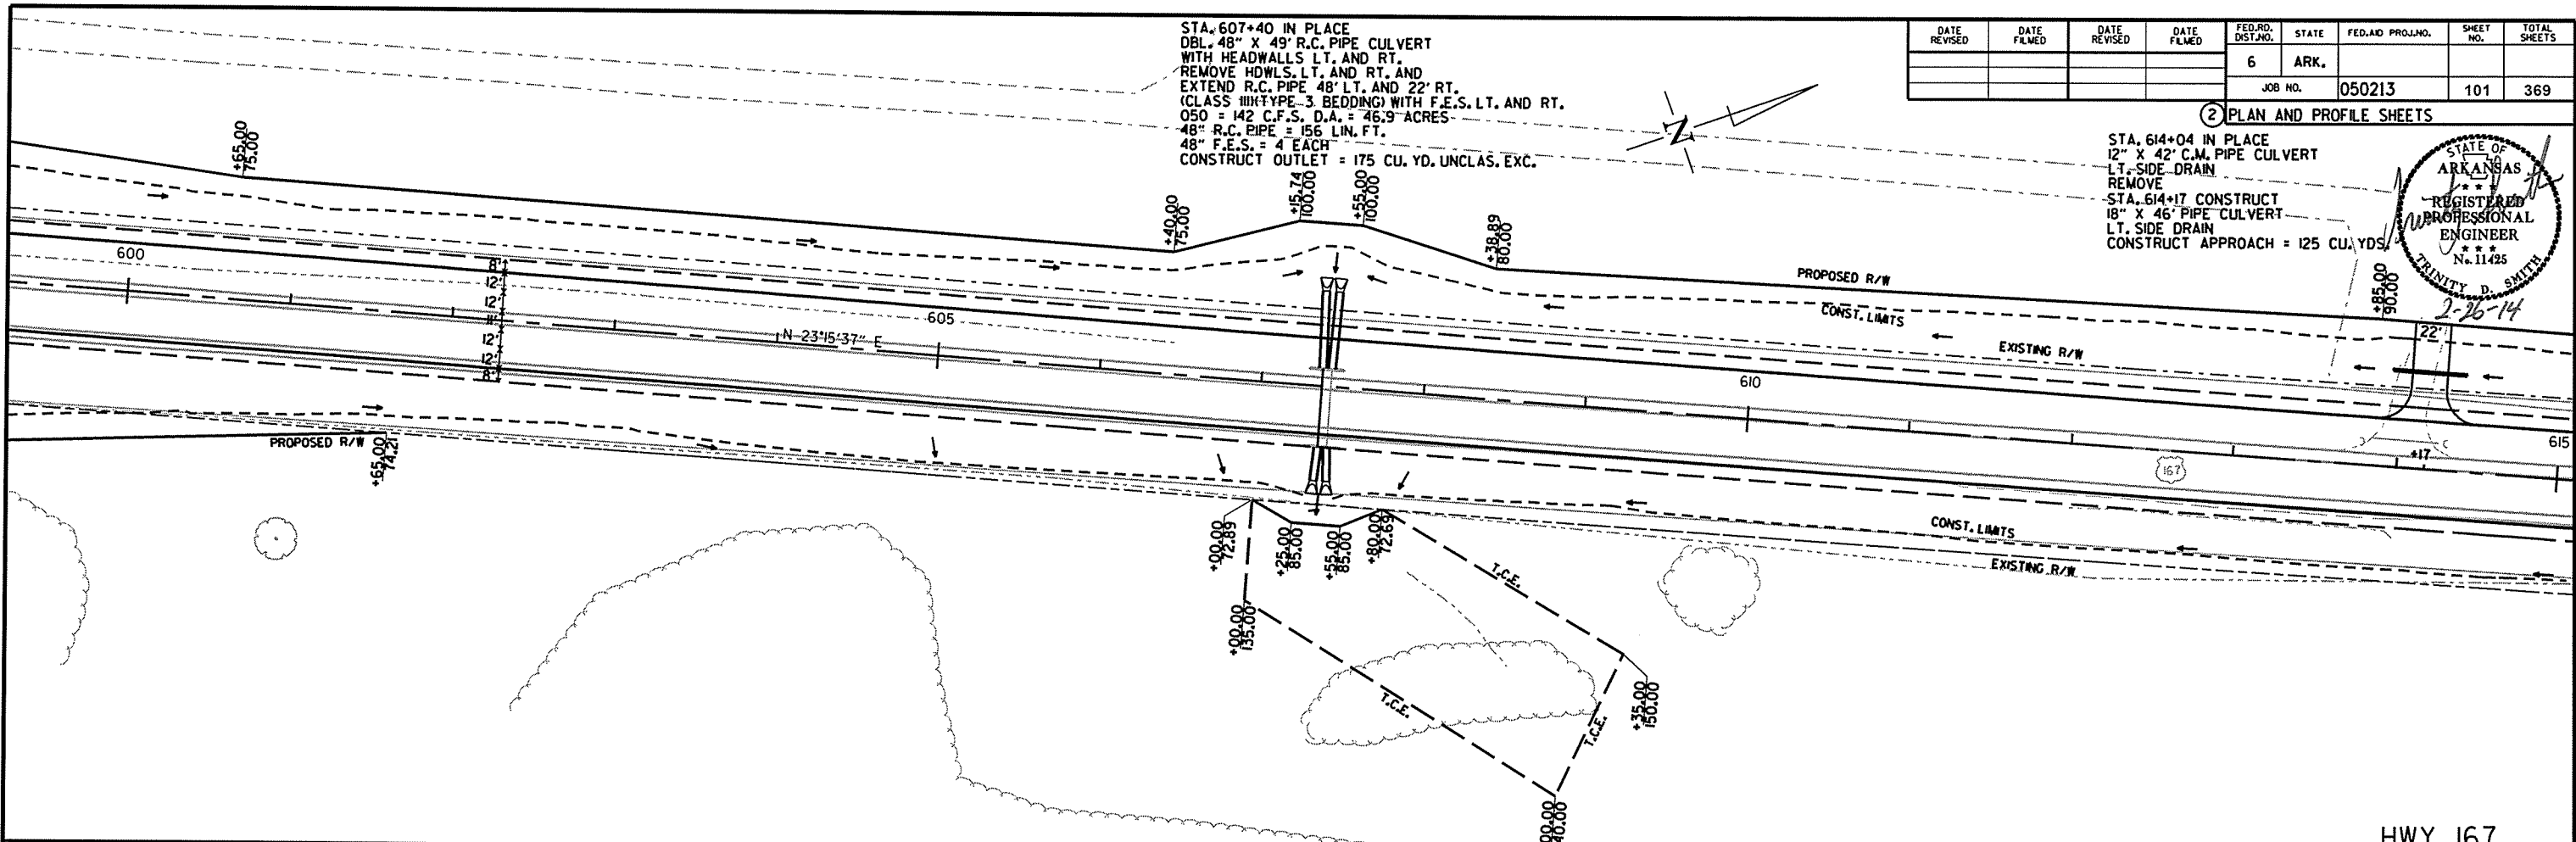 STA. 607+40 IN PLACE
DBL. 48" X 49' R.C. PIPE CULVERT
WITH HEADWALLS LT. AND RT.
REMOVE HDWLS. LT. AND RT. AND
EXTEND R.C. PIPE 48' LT. AND 22' RT.
(CLASS III)(TYPE 3 BEDDING) WITH F.E.S. LT. AND RT.
Q50 = 142 C.F.S. D.A. = 46.9 ACRES
48" R.C. PIPE = 156 LIN. FT.
48" F.E.S. = 4 EACH
CONSTRUCT OUTLET = 175 CU. YD. UNCLAS. EXC.
DATE REVISED
DATE FILMED
DATE REVISED
DATE FILMED
FED.RD. DIST.NO.
STATE
FED.AID PROJ.NO.
SHEET NO.
TOTAL SHEETS
6
ARK.
JOB NO.
050213
101
369
2 PLAN AND PROFILE SHEETS
STA. 614+04 IN PLACE
12" X 42' C.M. PIPE CULVERT
LT. SIDE DRAIN
REMOVE
STA. 614+17 CONSTRUCT
18" X 46' PIPE CULVERT
LT. SIDE DRAIN
CONSTRUCT APPROACH = 125 CU. YDS.
STATE OF
ARKANSAS
REGISTERED
PROFESSIONAL
ENGINEER
No. 11425
TRINITY D. SMITH
2-26-14
N
+65.00
75.00
+40.00
75.00
+15.74
100.00
+55.00
100.00
+38.89
80.00
+85.00
90.00
PROPOSED R/W
CONST. LIMITS
EXISTING R/W
22'
600
8'
12'
12'
11'
12'
12'
8'
N 23°15'37" E
605
610
615
+17
167
PROPOSED R/W
+65.00
74.21
+00.00
72.89
+25.00
85.00
+55.00
85.00
+80.00
72.69
CONST. LIMITS
EXISTING R/W
+00.00
135.00
T.C.E.
T.C.E.
T.C.E.
+35.00
150.00
00.00
40.00
HWY 167